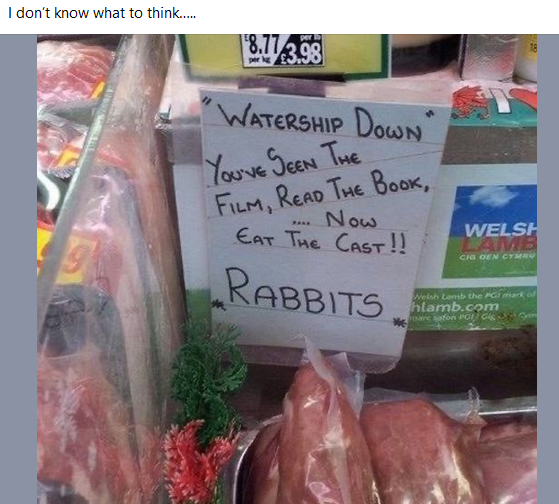 I don't know what to think.....
£8.77 per kg
per lb £3.98
"WATERSHIP DOWN"
YOU'VE SEEN THE
FILM, READ THE BOOK,
.... NOW
EAT THE CAST!!
*RABBITS*
WELSH
LAMB
CIG OEN CYMRU
Welsh Lamb the PGI mark of
hlamb.com